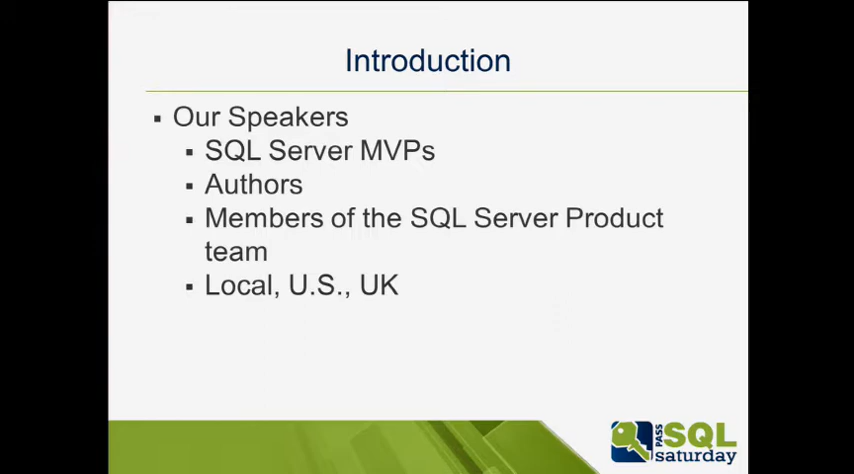 Introduction
▪ Our Speakers
▪ SQL Server MVPs
▪ Authors
▪ Members of the SQL Server Product
team
▪ Local, U.S., UK
PASS
SQL
saturday